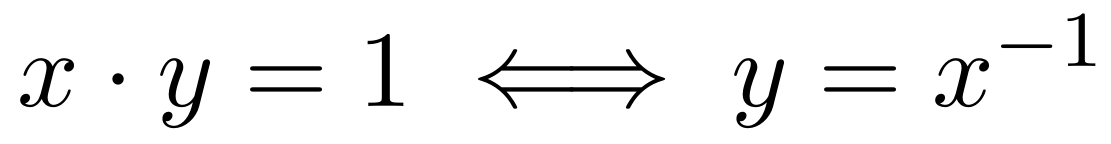 x · y = 1 ⟺ y = x⁻¹